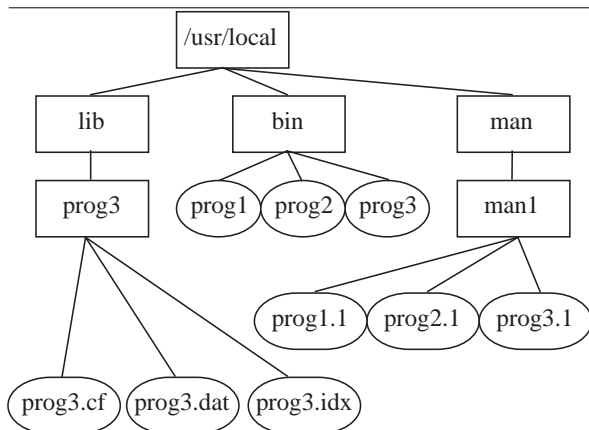 /usr/local
lib bin man
prog3 prog1 prog2 prog3 man1
prog1.1 prog2.1 prog3.1
prog3.cf prog3.dat prog3.idx